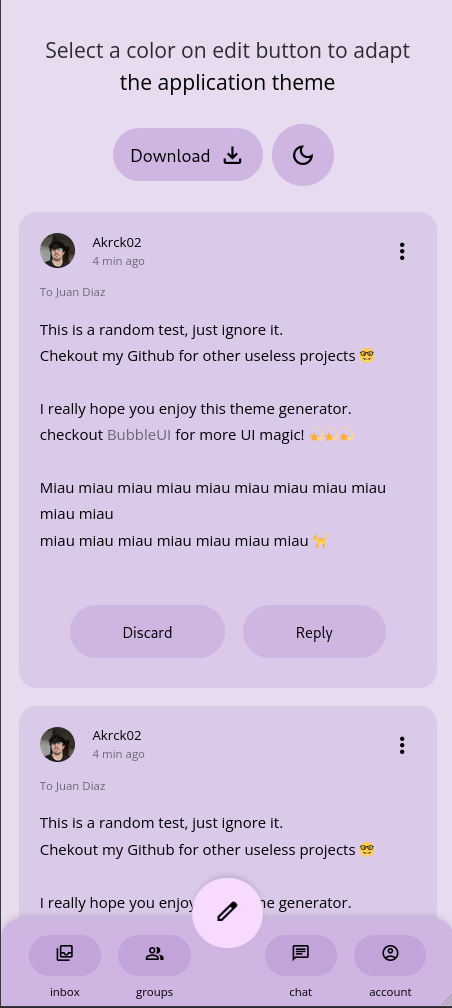 Select a color on edit button to adapt
the application theme
Download
Akrck02
4 min ago
To Juan Diaz
This is a random test, just ignore it.
Chekout my Github for other useless projects 🤓
I really hope you enjoy this theme generator.
checkout BubbleUI for more UI magic! ⭐⭐⭐
Miau miau miau miau miau miau miau miau miau
miau miau
miau miau miau miau miau miau miau 🐈
Discard
Reply
Akrck02
4 min ago
To Juan Diaz
This is a random test, just ignore it.
Chekout my Github for other useless projects 🤓
I really hope you enjoy me generator.
inbox
groups
chat
account